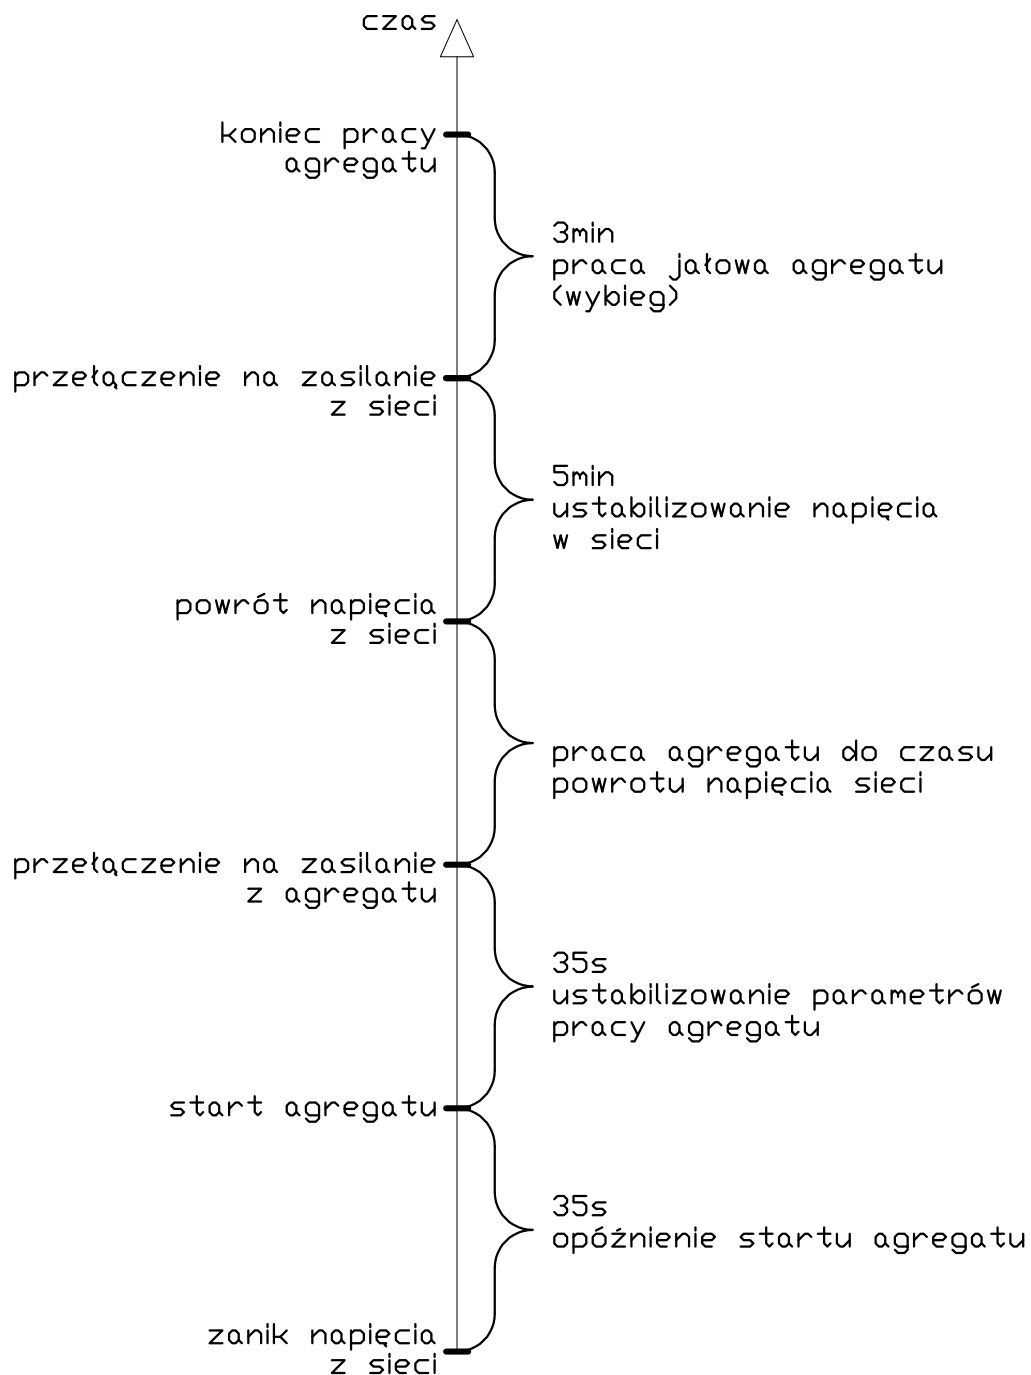 czas
koniec pracy
agregatu
3min
praca jałowa agregatu
(wybieg)
przełączenie na zasilanie
z sieci
5min
ustabilizowanie napięcia
w sieci
powrót napięcia
z sieci
praca agregatu do czasu
powrotu napięcia sieci
przełączenie na zasilanie
z agregatu
35s
ustabilizowanie parametrów
pracy agregatu
start agregatu
35s
opóźnienie startu agregatu
zanik napięcia
z sieci